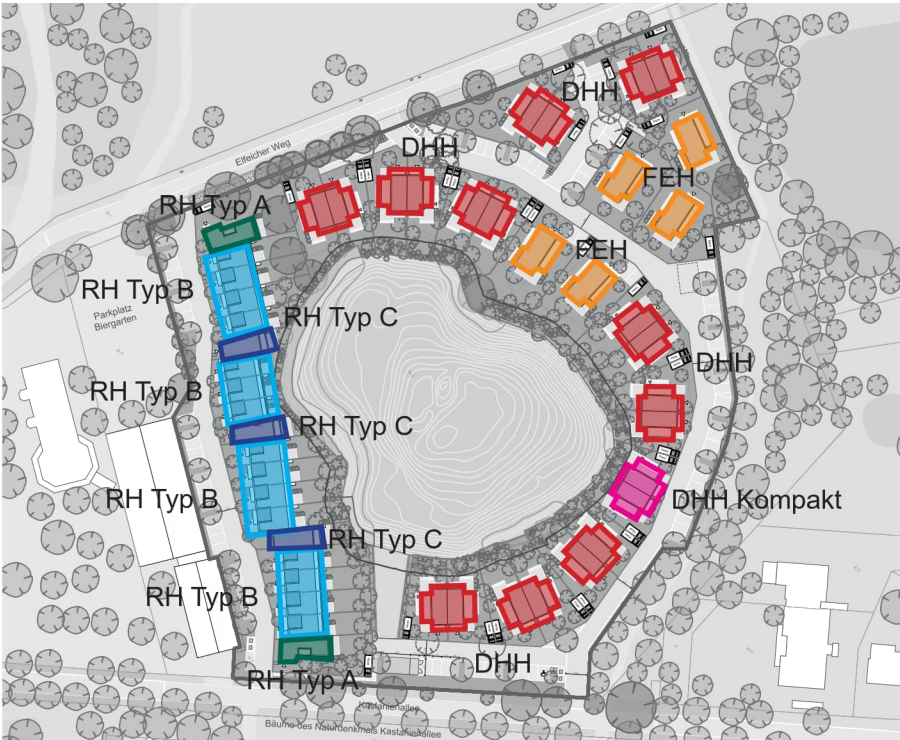 DHH
DHH
Elfeicher Weg
FEH
RH Typ A
FEH
RH Typ B
Parkplatz
Biergarten
RH Typ C
DHH
RH Typ B
RH Typ C
RH Typ B
DHH Kompakt
RH Typ C
RH Typ B
DHH
RH Typ A
Kastanienallee
Bäume des Naturdenkmals Kastanienallee